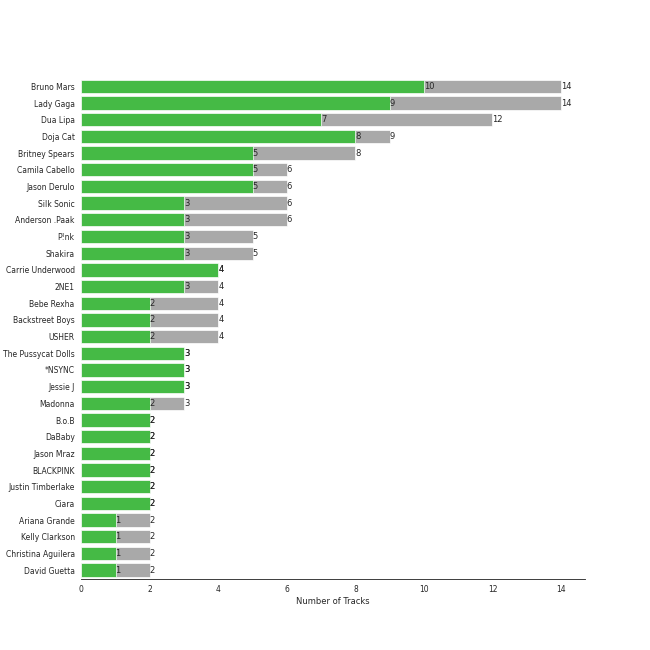 Bruno Mars 10 14
Lady Gaga 9 14
Dua Lipa 7 12
Doja Cat 8 9
Britney Spears 5 8
Camila Cabello 5 6
Jason Derulo 5 6
Silk Sonic 3 6
Anderson .Paak 3 6
P!nk 3 5
Shakira 3 5
Carrie Underwood 4
2NE1 3 4
Bebe Rexha 2 4
Backstreet Boys 2 4
USHER 2 4
The Pussycat Dolls 3
*NSYNC 3
Jessie J 3
Madonna 2 3
B.o.B 2
DaBaby 2
Jason Mraz 2
BLACKPINK 2
Justin Timberlake 2
Ciara 2
Ariana Grande 1 2
Kelly Clarkson 1 2
Christina Aguilera 1 2
David Guetta 1 2
0 2 4 6 8 10 12 14
Number of Tracks